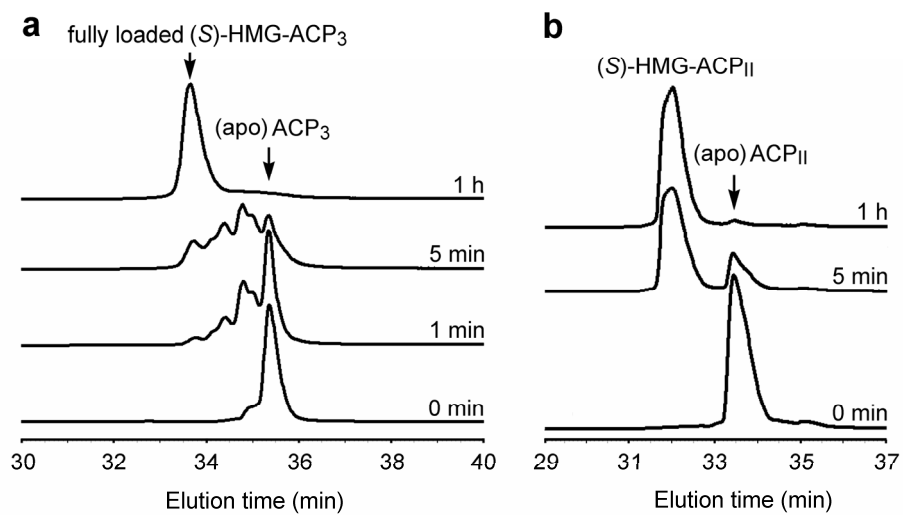 a
fully loaded (S)-HMG-ACP3
(apo) ACP3
1 h
5 min
1 min
0 min
30 32 34 36 38 40
Elution time (min)
b
(S)-HMG-ACPII
(apo) ACPII
1 h
5 min
0 min
29 31 33 35 37
Elution time (min)